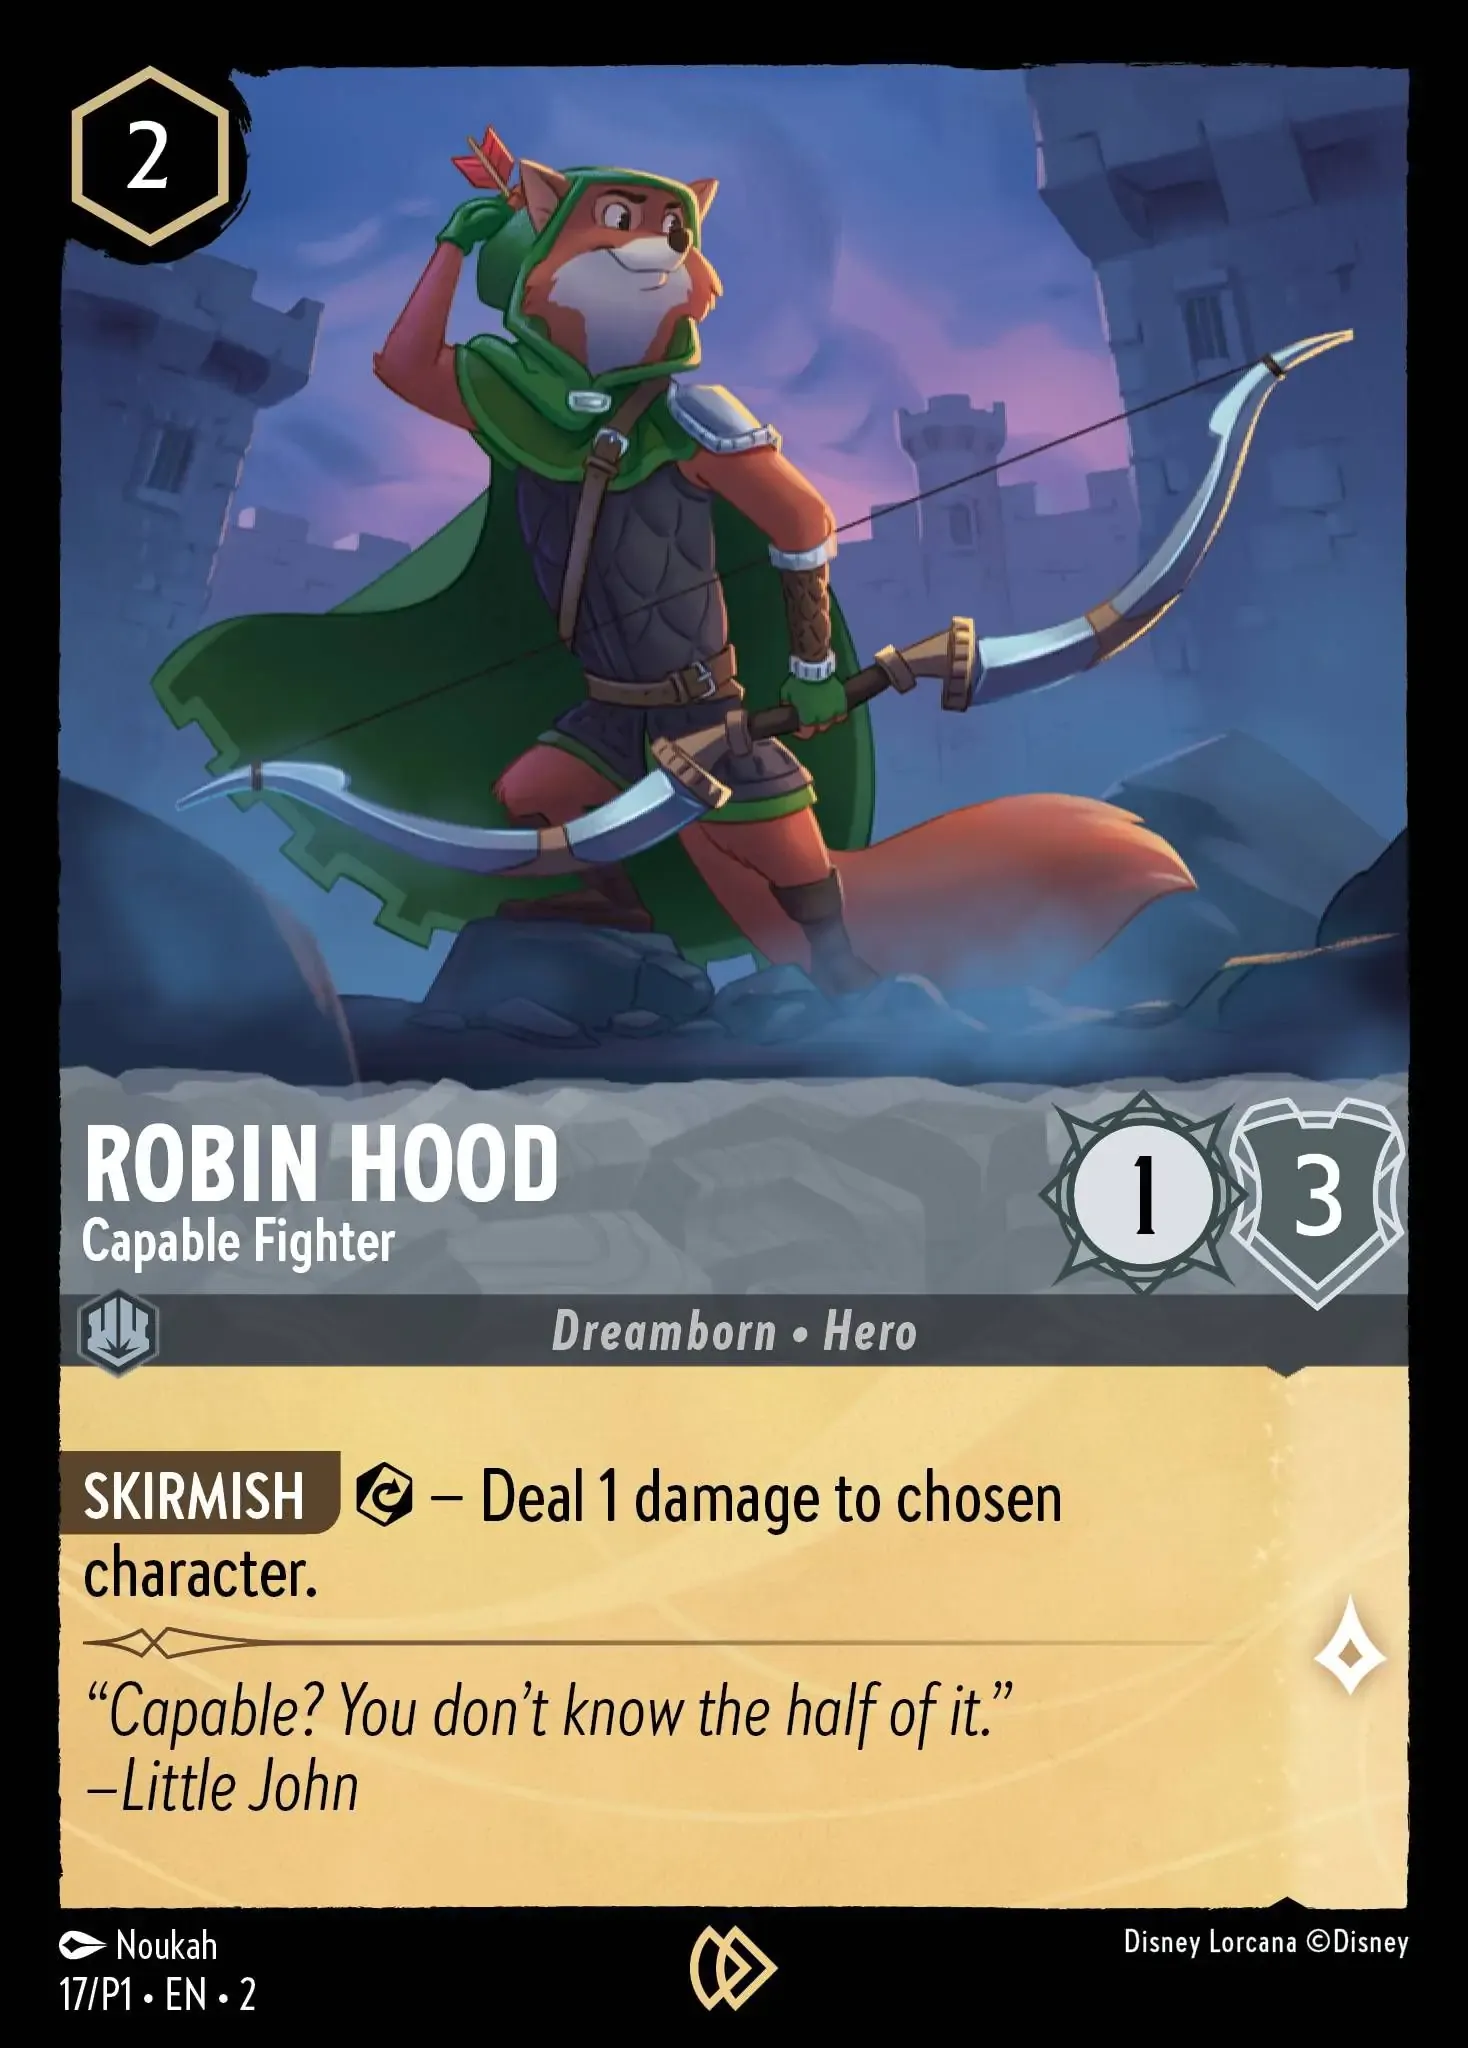 2
ROBIN HOOD
Capable Fighter
1
3
Dreamborn • Hero
SKIRMISH — Deal 1 damage to chosen
character.
“Capable? You don’t know the half of it.”
–Little John
Noukah
Disney Lorcana ©Disney
17/P1 • EN • 2